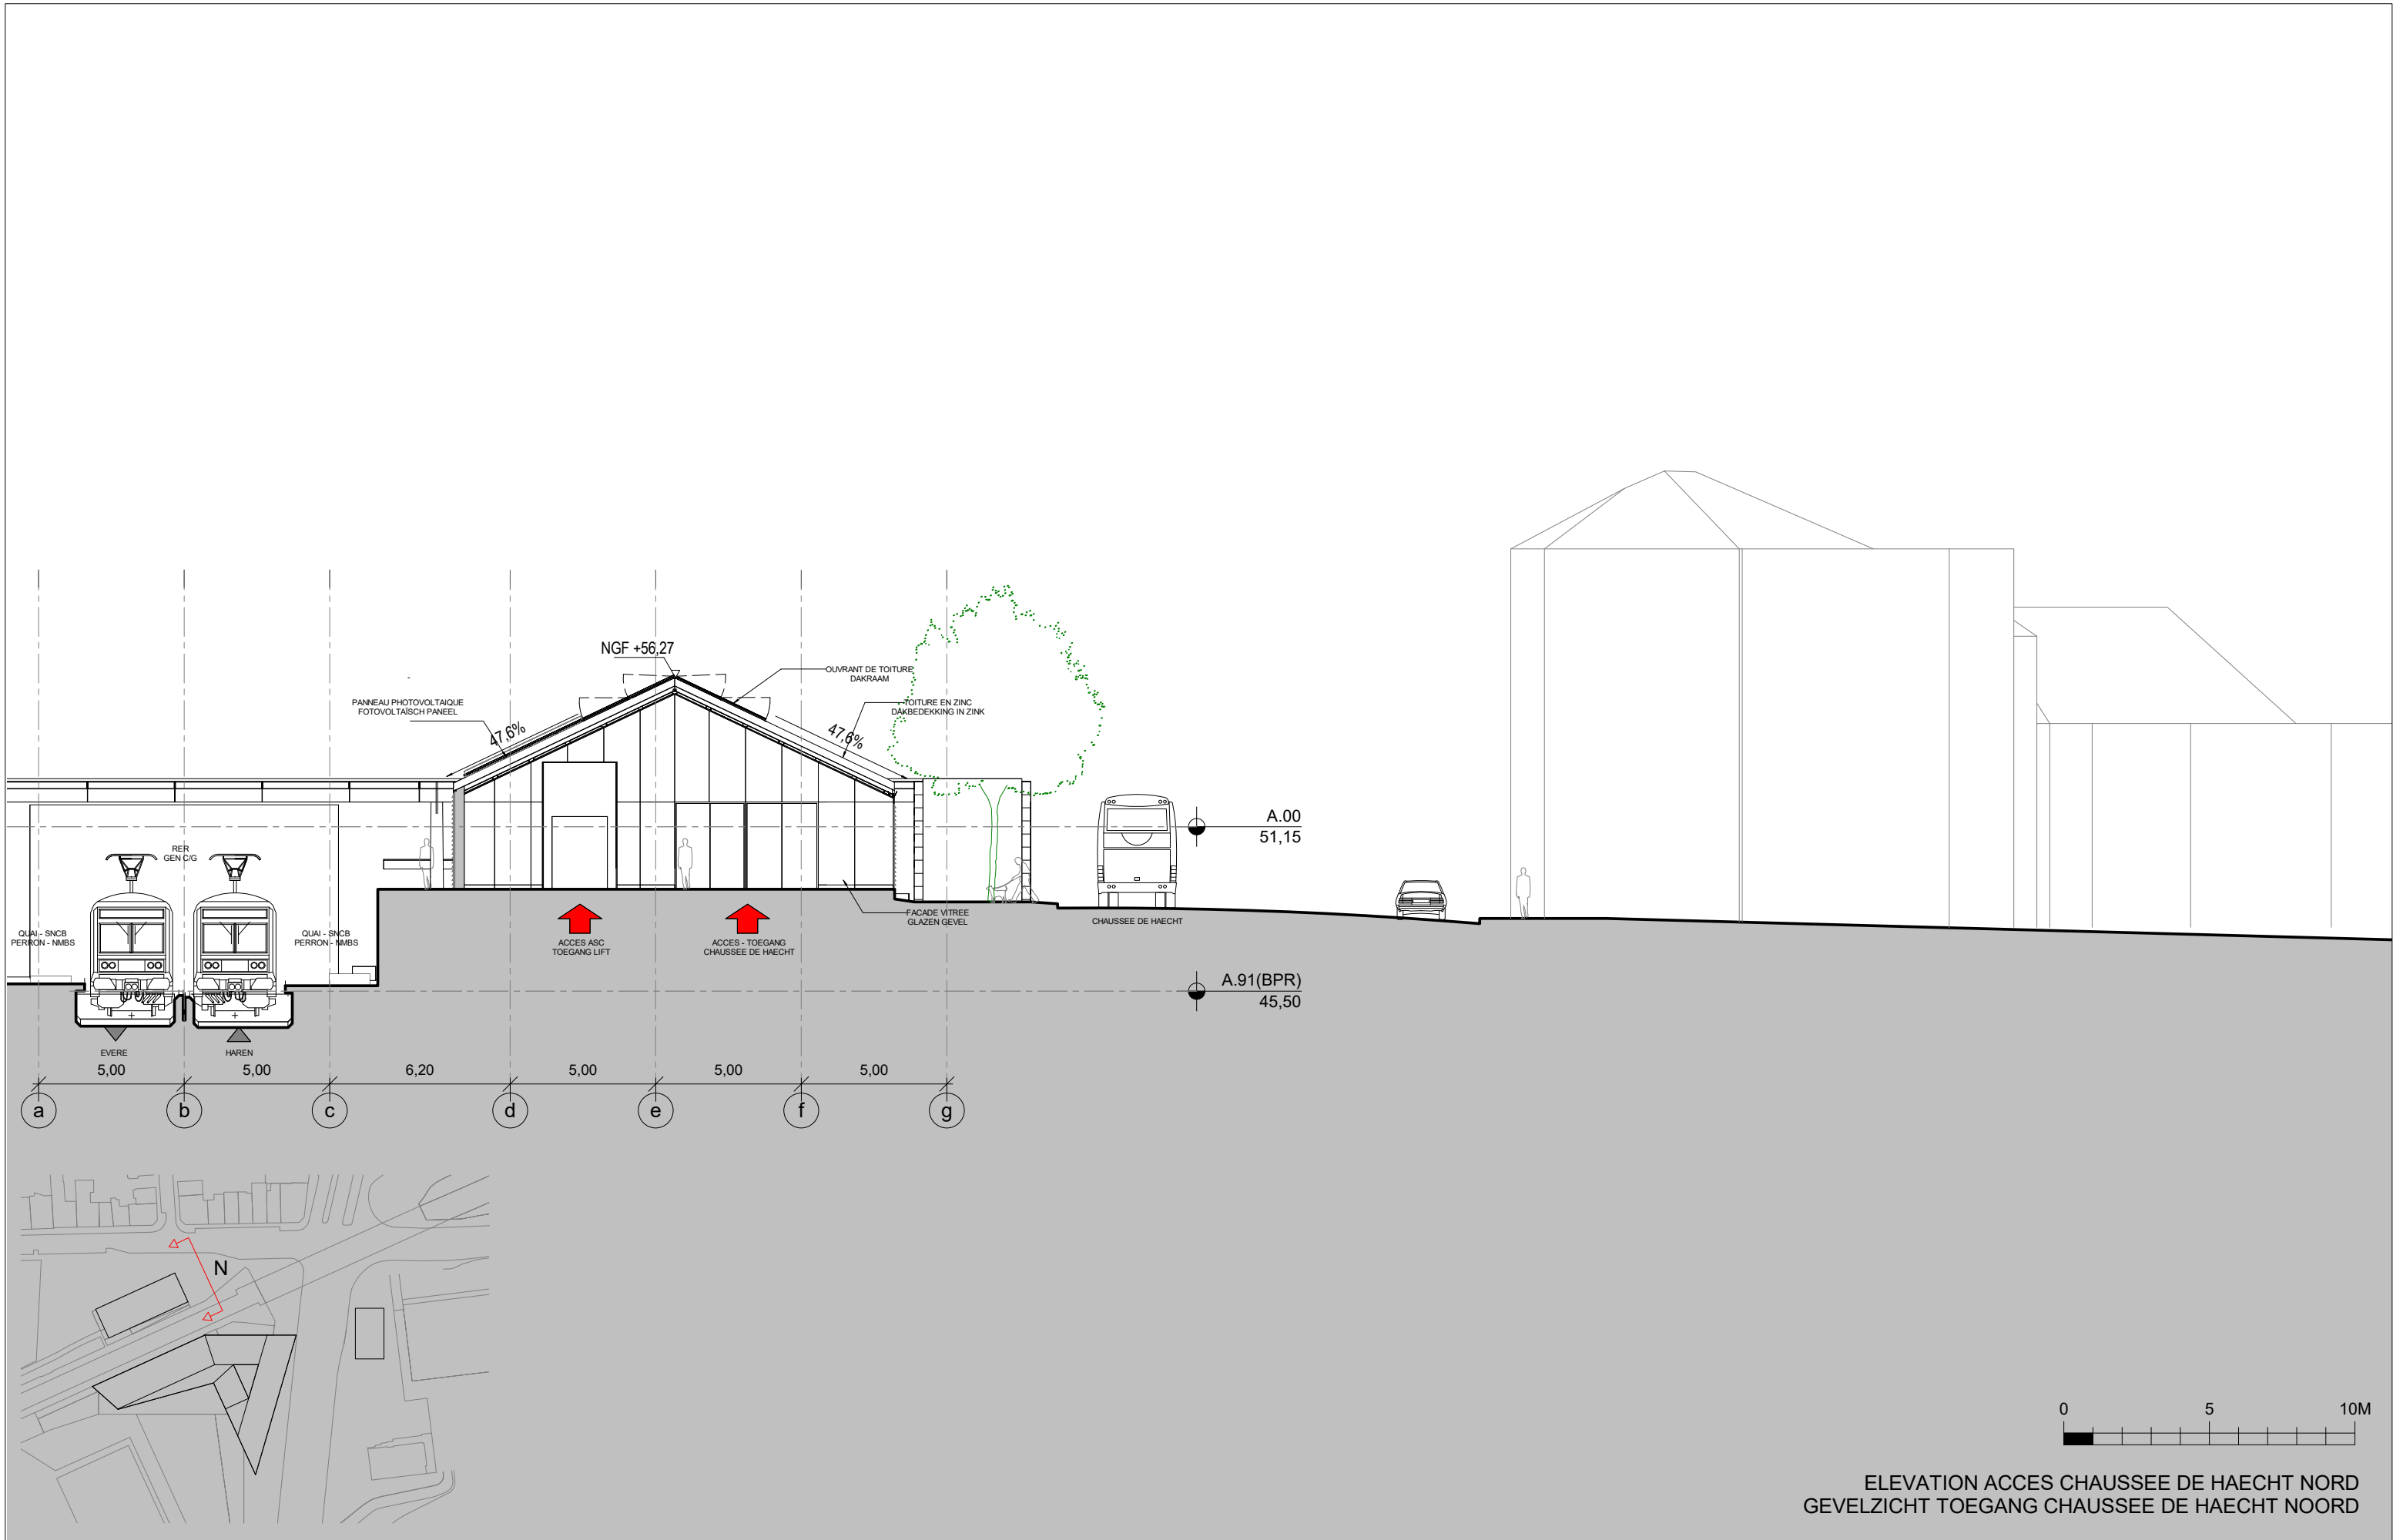 NGF +56,27
OUVRANT DE TOITURE
DAKRAAM
PANNEAU PHOTOVOLTAIQUE
FOTOVOLTAÏSCH PANEEL
TOITURE EN ZINC
DAKBEDEKKING IN ZINK
47,6%
47,6%
A.00
51,15
RER
GEN C/G
QUAI - SNCB
PERRON - NMBS
QUAI - SNCB
PERRON - NMBS
ACCES ASC
TOEGANG LIFT
ACCES - TOEGANG
CHAUSSEE DE HAECHT
FACADE VITREE
GLAZEN GEVEL
CHAUSSEE DE HAECHT
A.91(BPR)
45,50
EVERE
HAREN
5,00
5,00
6,20
5,00
5,00
5,00
a
b
c
d
e
f
g
N
0
5
10M
ELEVATION ACCES CHAUSSEE DE HAECHT NORD
GEVELZICHT TOEGANG CHAUSSEE DE HAECHT NOORD